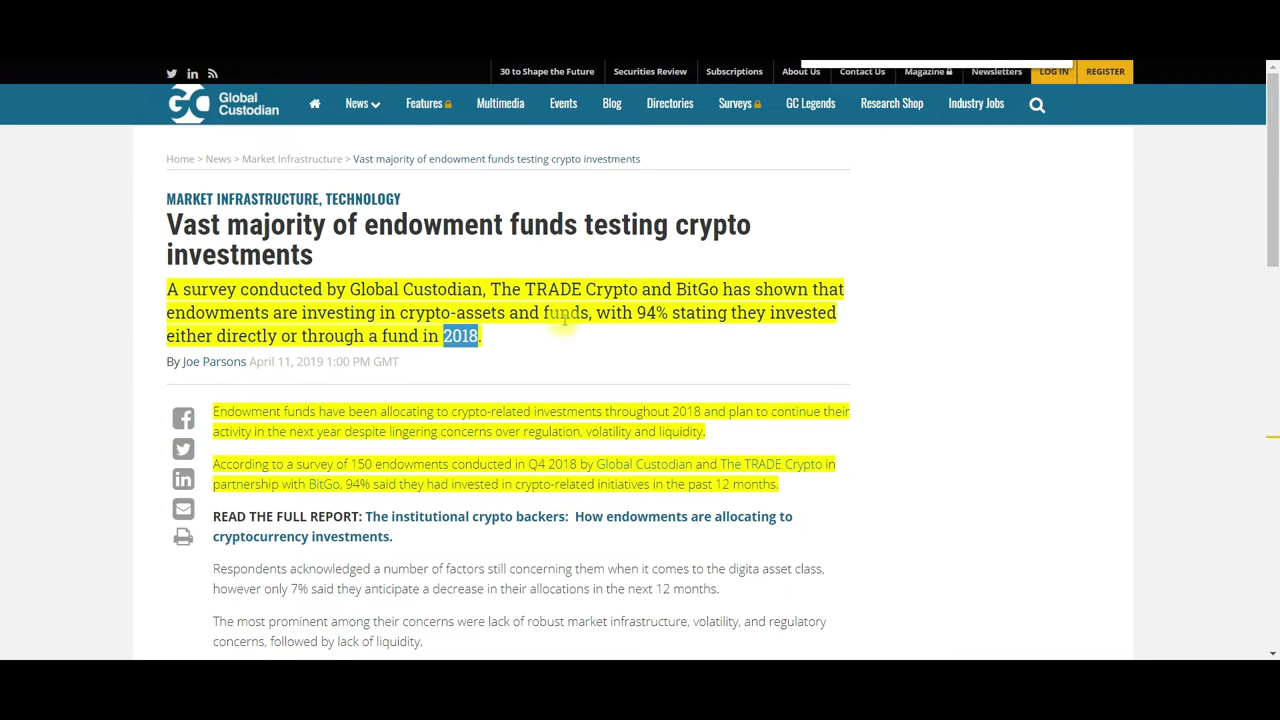 30 to Shape the Future Securities Review Subscriptions About Us Contact Us Magazine Newsletters LOG IN REGISTER
GC Global Custodian News Features Multimedia Events Blog Directories Surveys GC Legends Research Shop Industry Jobs
Home > News > Market Infrastructure > Vast majority of endowment funds testing crypto investments
MARKET INFRASTRUCTURE, TECHNOLOGY
Vast majority of endowment funds testing crypto
investments
A survey conducted by Global Custodian, The TRADE Crypto and BitGo has shown that
endowments are investing in crypto-assets and funds, with 94% stating they invested
either directly or through a fund in 2018.
By Joe Parsons April 11, 2019 1:00 PM GMT
Endowment funds have been allocating to crypto-related investments throughout 2018 and plan to continue their
activity in the next year despite lingering concerns over regulation, volatility and liquidity.
According to a survey of 150 endowments conducted in Q4 2018 by Global Custodian and The TRADE Crypto in
partnership with BitGo, 94% said they had invested in crypto-related initiatives in the past 12 months.
READ THE FULL REPORT: The institutional crypto backers: How endowments are allocating to
cryptocurrency investments.
Respondents acknowledged a number of factors still concerning them when it comes to the digita asset class,
however only 7% said they anticipate a decrease in their allocations in the next 12 months.
The most prominent among their concerns were lack of robust market infrastructure, volatility, and regulatory
concerns, followed by lack of liquidity.